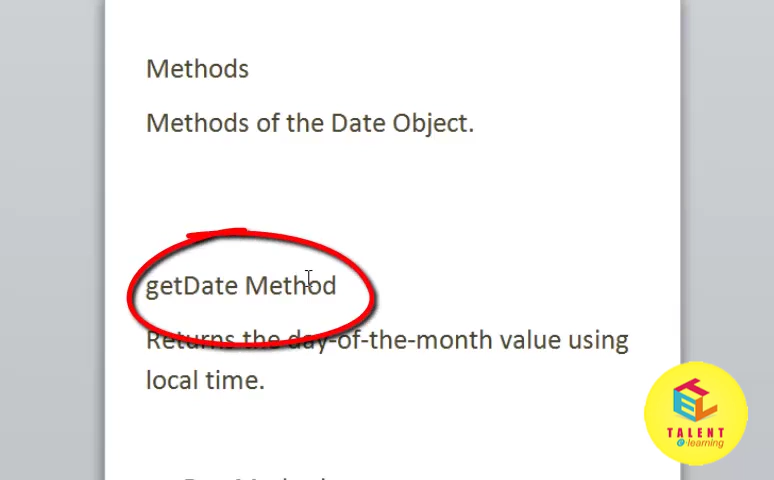 Methods
Methods of the Date Object.
getDate Method
Returns the day-of-the-month value using
local time.
TEL
TALENT
e-learning